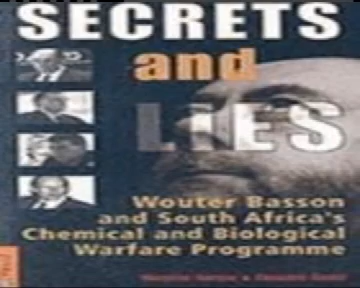 SECRETS
and
LIES
Wouter Basson
and South Africa's
Chemical and Biological
Warfare Programme